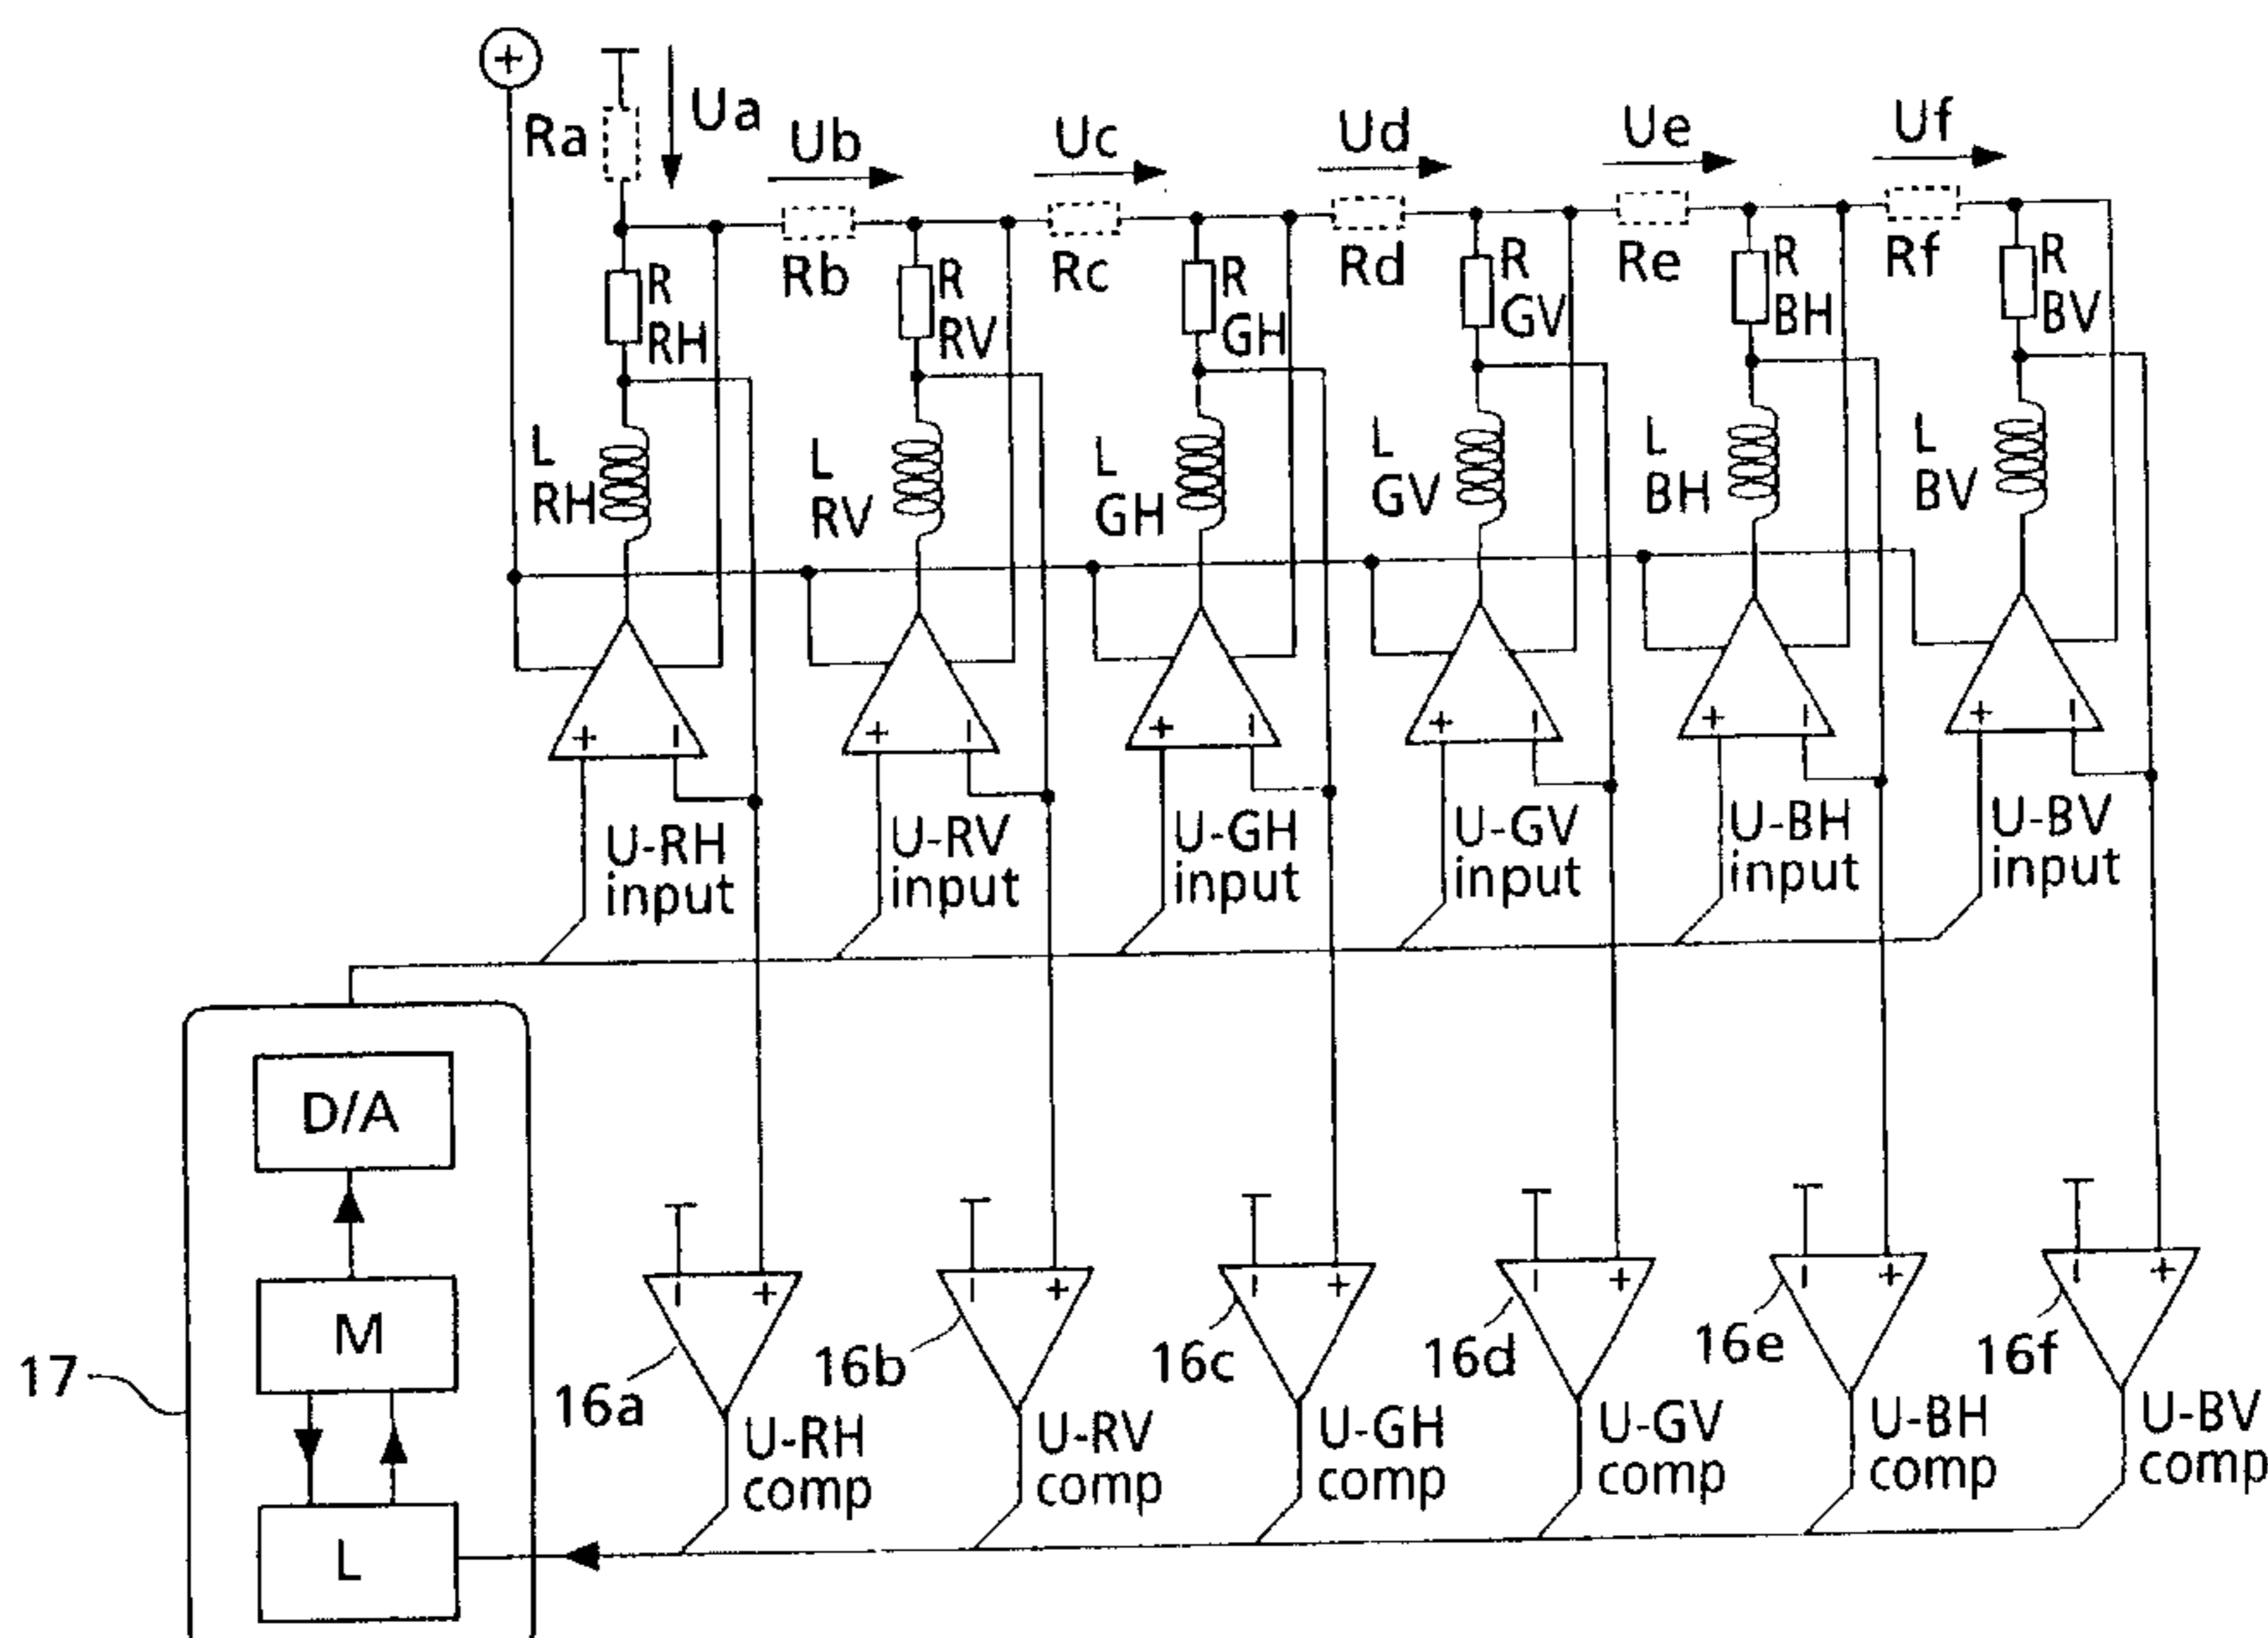 +
Ra
Ua
Ub
Uc
Ud
Ue
Uf
Rb
Rc
Rd
Re
Rf
R
RH
R
RV
R
GH
R
GV
R
BH
R
BV
L
RH
L
RV
L
GH
L
GV
L
BH
L
BV
+ −
+ −
+ −
+ −
+ −
+ −
U-RH
input
U-RV
input
U-GH
input
U-GV
input
U-BH
input
U-BV
input
D/A
M
L
17
− +
− +
− +
− +
− +
− +
16a
16b
16c
16d
16e
16f
U-RH
comp
U-RV
comp
U-GH
comp
U-GV
comp
U-BH
comp
U-BV
comp